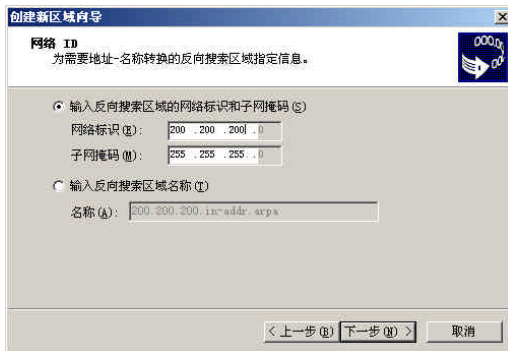 创建新区域向导
网络 ID
为需要地址-名称转换的反向搜索区域指定信息。
输入反向搜索区域的网络标识和子网掩码(S)
网络标识(E): 200 .200 .200 .0
子网掩码(M): 255 .255 .255 .0
输入反向搜索区域名称(T)
名称(A): 200.200.200.in-addr.arpa
< 上一步(B) 下一步(N) > 取消